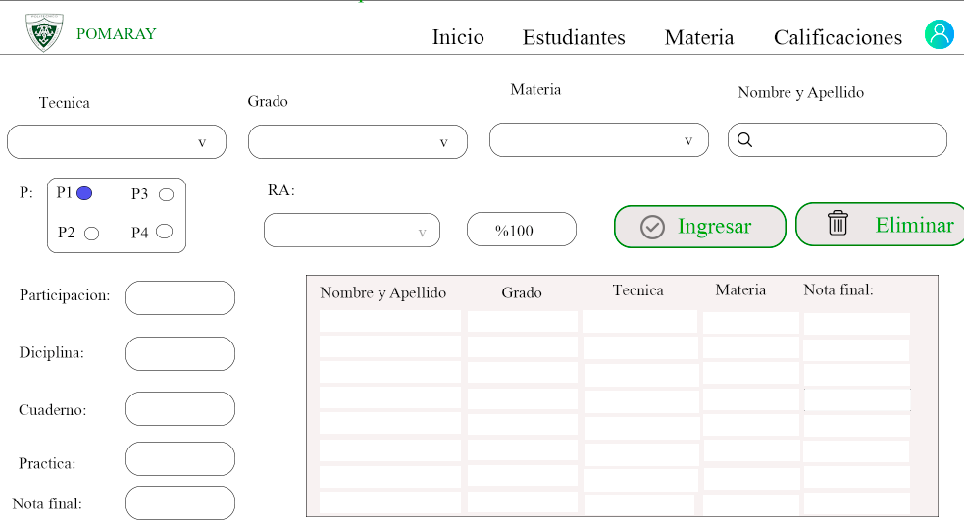 POMARAY
Inicio Estudiantes Materia Calificaciones
Tecnica Grado Materia Nombre y Apellido
v v v
P: P1 P3 RA:
P2 P4 v %100 Ingresar Eliminar
Participacion:
Diciplina:
Cuaderno:
Practica:
Nota final:
Nombre y Apellido Grado Tecnica Materia Nota final: